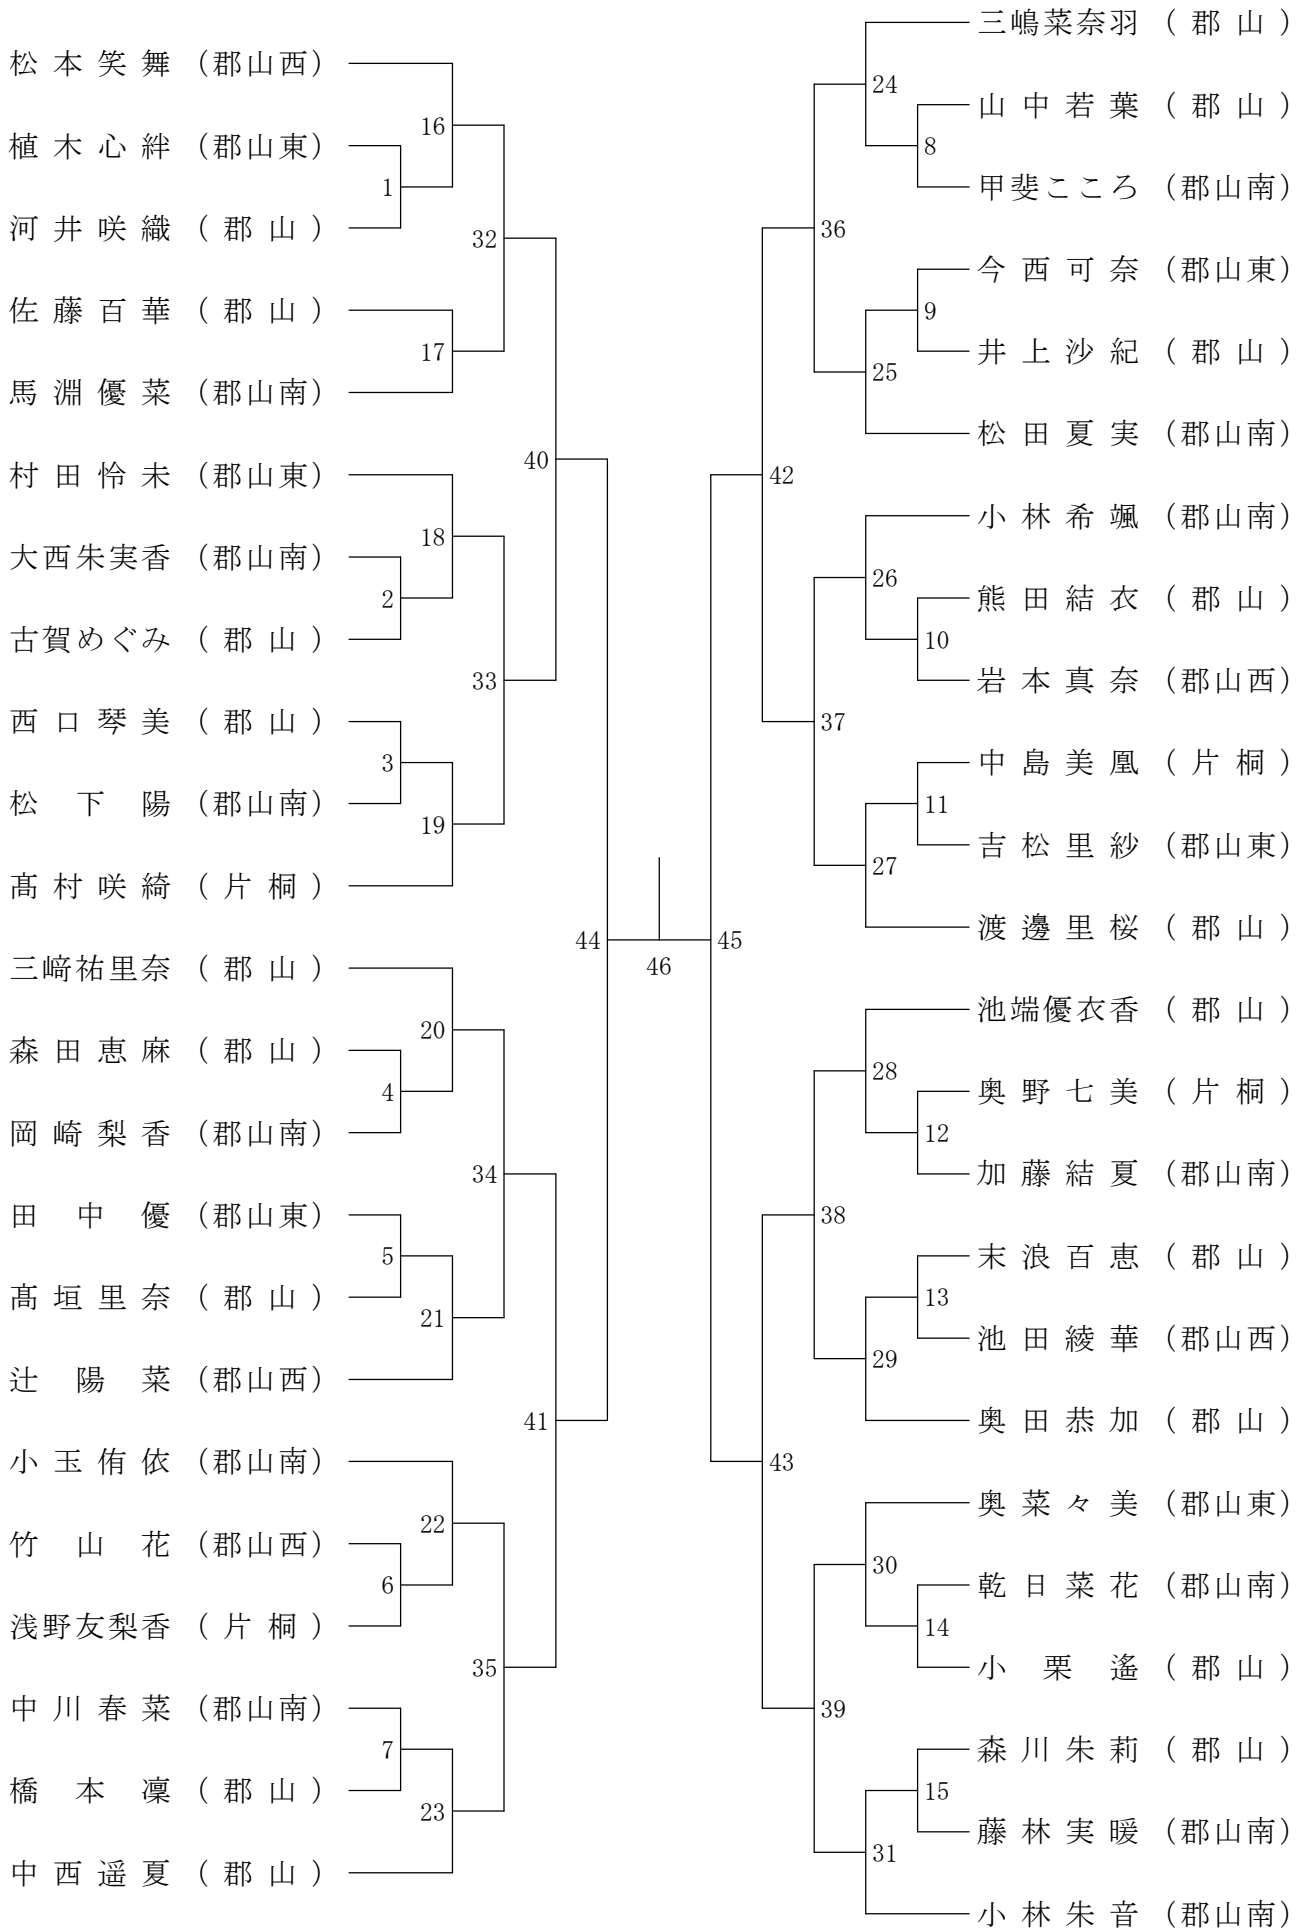 松本笑舞 (郡山西)
植木心絆 (郡山東)
河井咲織 (郡山)
佐藤百華 (郡山)
馬淵優菜 (郡山南)
村田怜未 (郡山東)
大西朱実香 (郡山南)
古賀めぐみ (郡山)
西口琴美 (郡山)
松下陽 (郡山南)
髙村咲綺 (片桐)
三﨑祐里奈 (郡山)
森田恵麻 (郡山)
岡崎梨香 (郡山南)
田中優 (郡山東)
髙垣里奈 (郡山)
辻陽菜 (郡山西)
小玉侑依 (郡山南)
竹山花 (郡山西)
浅野友梨香 (片桐)
中川春菜 (郡山南)
橋本凜 (郡山)
中西遥夏 (郡山)
16
1
32
17
40
18
2
33
3
19
44
20
4
34
5
21
41
22
6
35
7
23
46
45
24
8
36
9
25
42
26
10
37
11
27
28
12
38
13
29
43
30
14
39
15
31
三嶋菜奈羽 (郡山)
山中若葉 (郡山)
甲斐こころ (郡山南)
今西可奈 (郡山東)
井上沙紀 (郡山)
松田夏実 (郡山南)
小林希颯 (郡山南)
熊田結衣 (郡山)
岩本真奈 (郡山西)
中島美凰 (片桐)
吉松里紗 (郡山東)
渡邊里桜 (郡山)
池端優衣香 (郡山)
奥野七美 (片桐)
加藤結夏 (郡山南)
末浪百恵 (郡山)
池田綾華 (郡山西)
奥田恭加 (郡山)
奥菜々美 (郡山東)
乾日菜花 (郡山南)
小栗遙 (郡山)
森川朱莉 (郡山)
藤林実暖 (郡山南)
小林朱音 (郡山南)